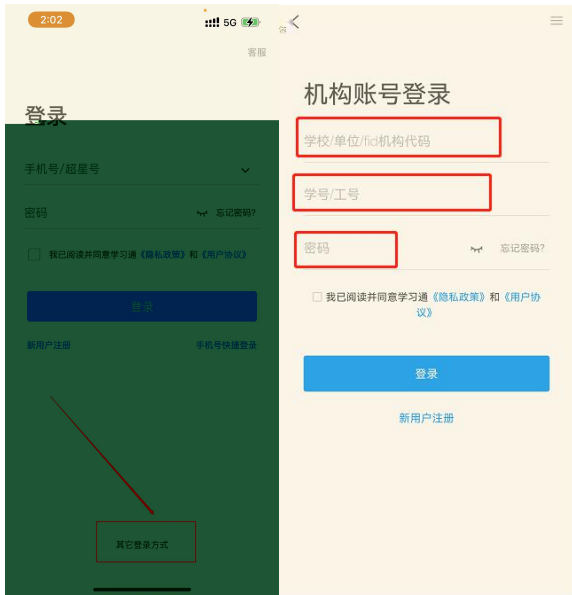 2:02
5G
客服
登录
手机号/超星号
密码
忘记密码?
我已阅读并同意学习通《隐私政策》和《用户协议》
登录
新用户注册
手机号快捷登录
其它登录方式
机构账号登录
学校/单位/fid机构代码
学号/工号
密码
忘记密码?
我已阅读并同意学习通《隐私政策》和《用户协
议》
登录
新用户注册